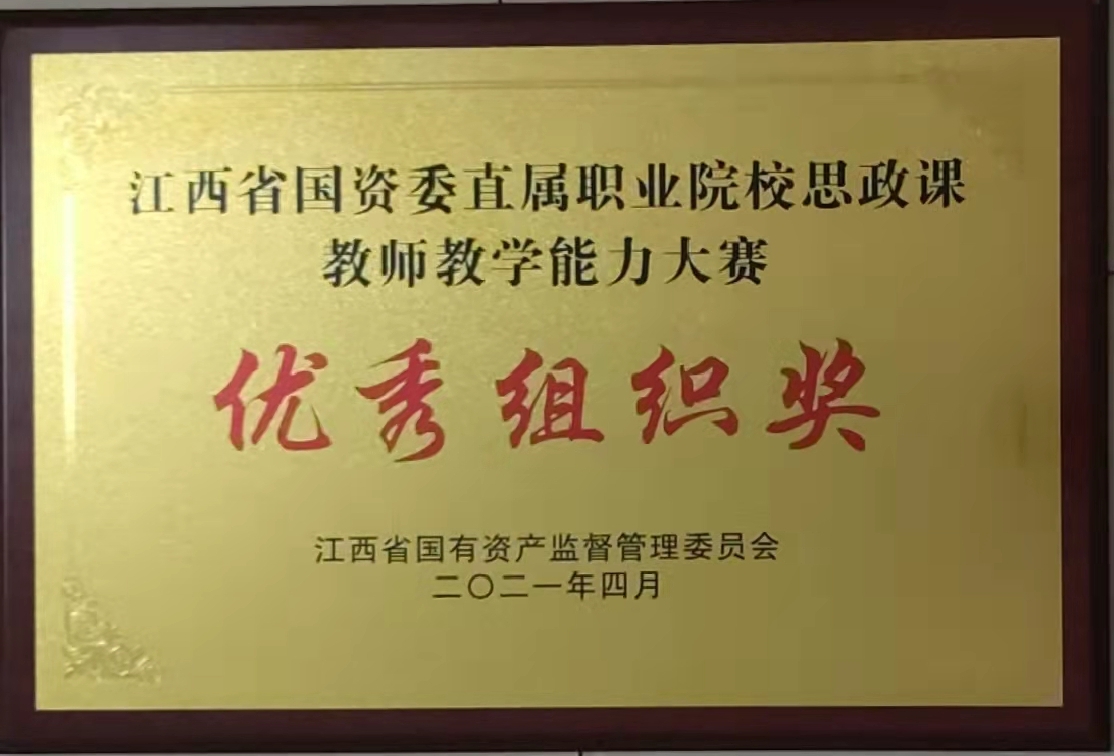 江西省国资委直属职业院校思政课
教师教学能力大赛
优秀组织奖
江西省国有资产监督管理委员会
二〇二一年四月